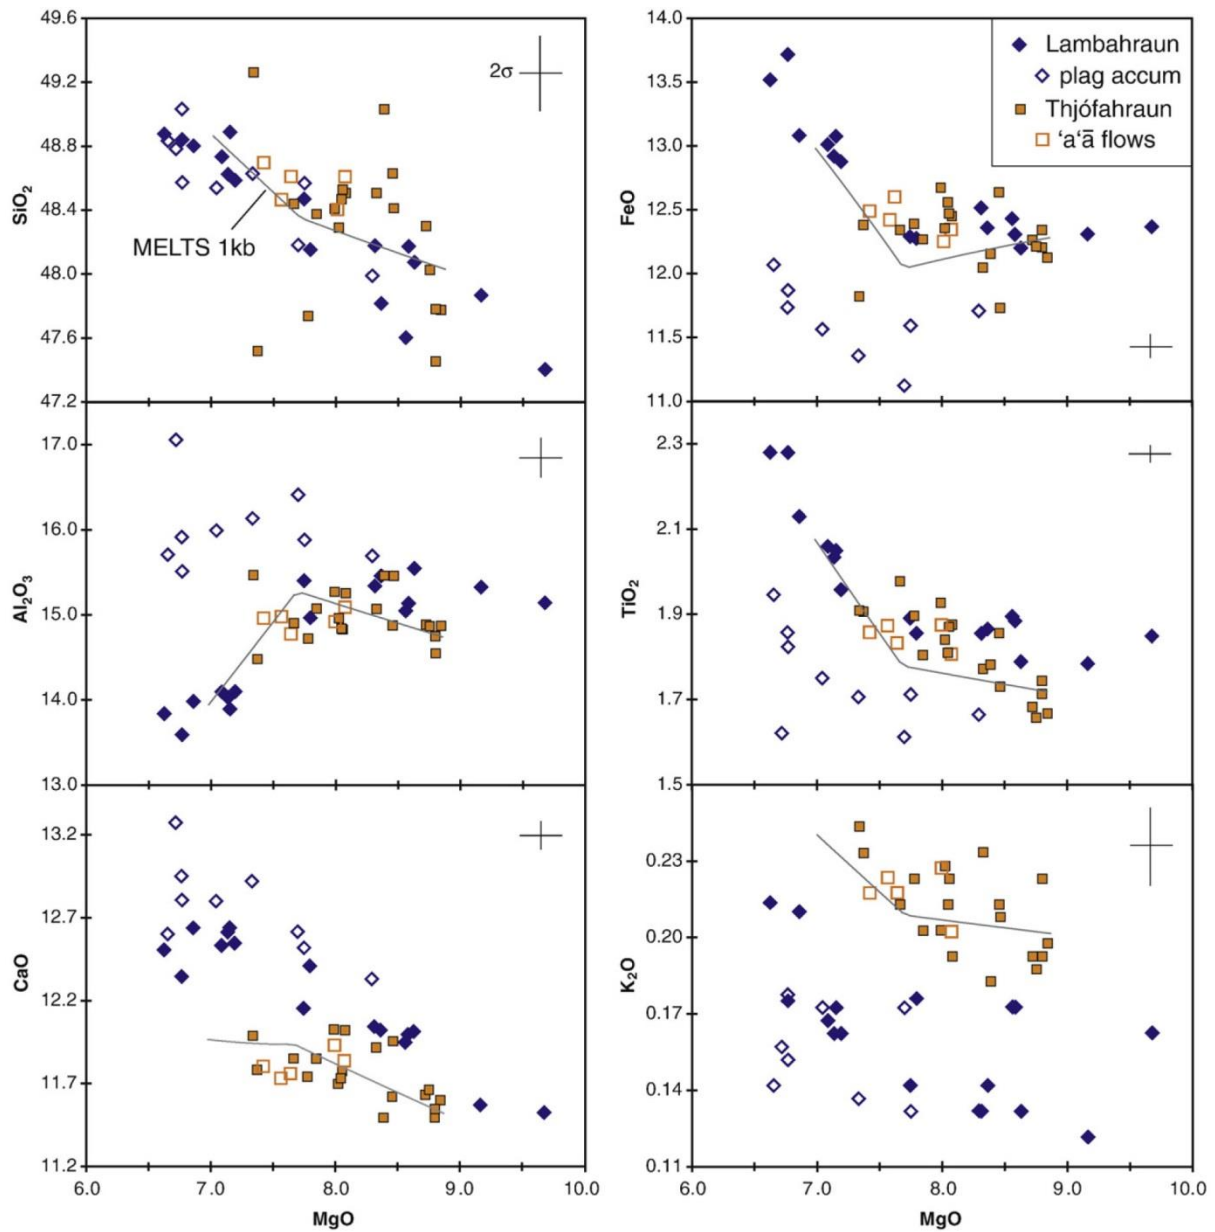 49.6
49.2
48.8
48.4
48.0
47.6
47.2
SiO₂
2σ
MELTS 1kb
14.0
13.5
13.0
12.5
12.0
11.5
11.0
FeO
Lambahraun
plag accum
Thjófahraun
‘a‘ā flows
17.0
16.0
15.0
14.0
13.0
Al₂O₃
2.3
2.1
1.9
1.7
1.5
TiO₂
13.2
12.7
12.2
11.7
11.2
CaO
6.0 7.0 8.0 9.0 10.0
MgO
0.23
0.20
0.17
0.14
0.11
K₂O
6.0 7.0 8.0 9.0 10.0
MgO